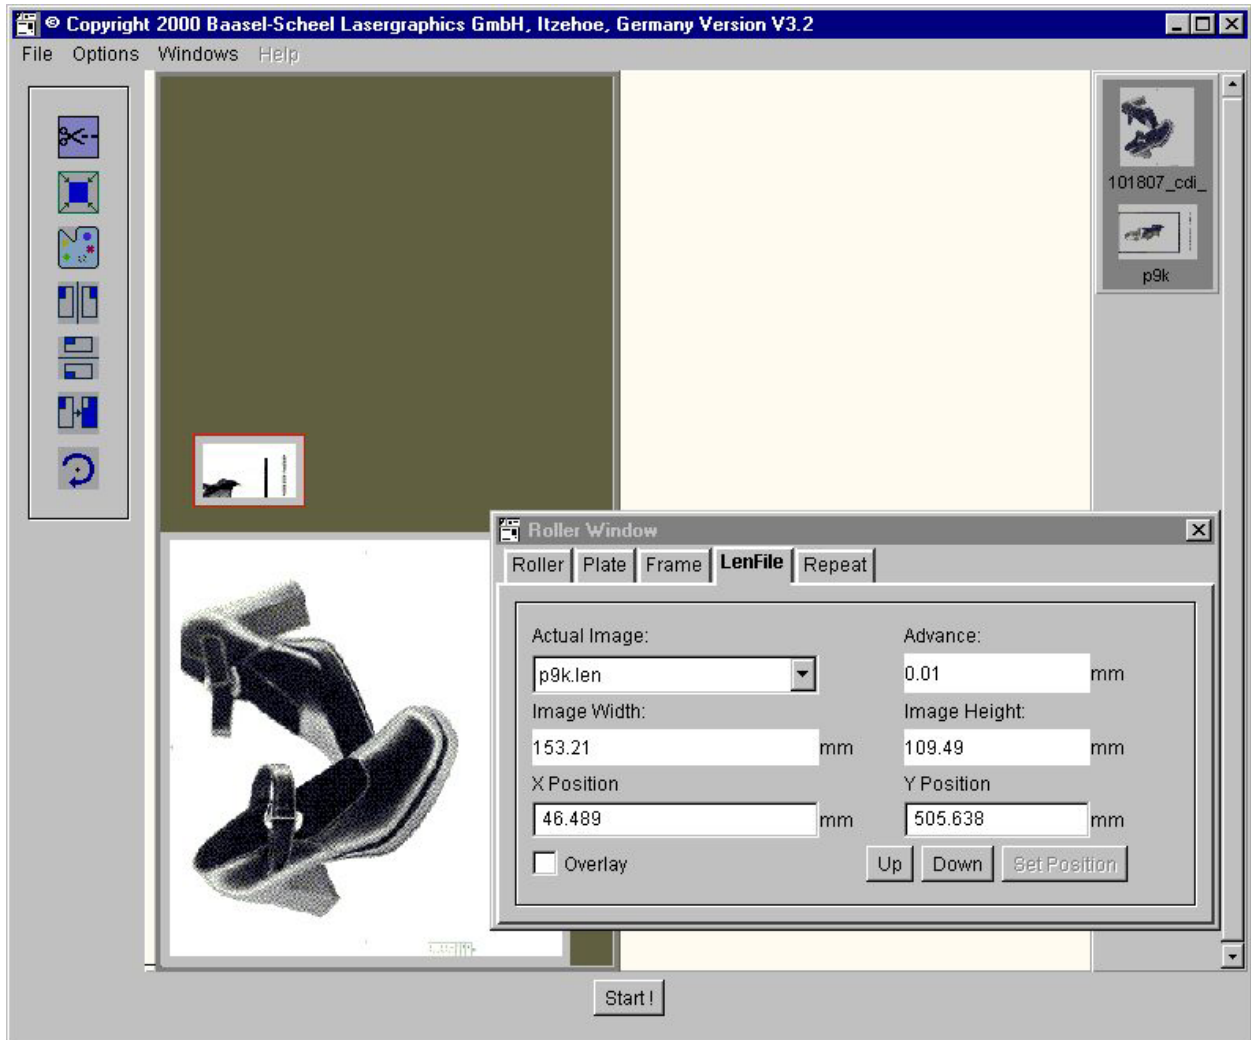 © Copyright 2000 Baasel-Scheel Lasergraphics GmbH, Itzehoe, Germany Version V3.2
File Options Windows Help
101807_cdi_
p9k
Roller Window
Roller Plate Frame LenFile Repeat
Actual Image: Advance:
p9k.len 0.01 mm
Image Width: Image Height:
153.21 mm 109.49 mm
X Position Y Position
46.489 mm 505.638 mm
Overlay Up Down Set Position
Start !